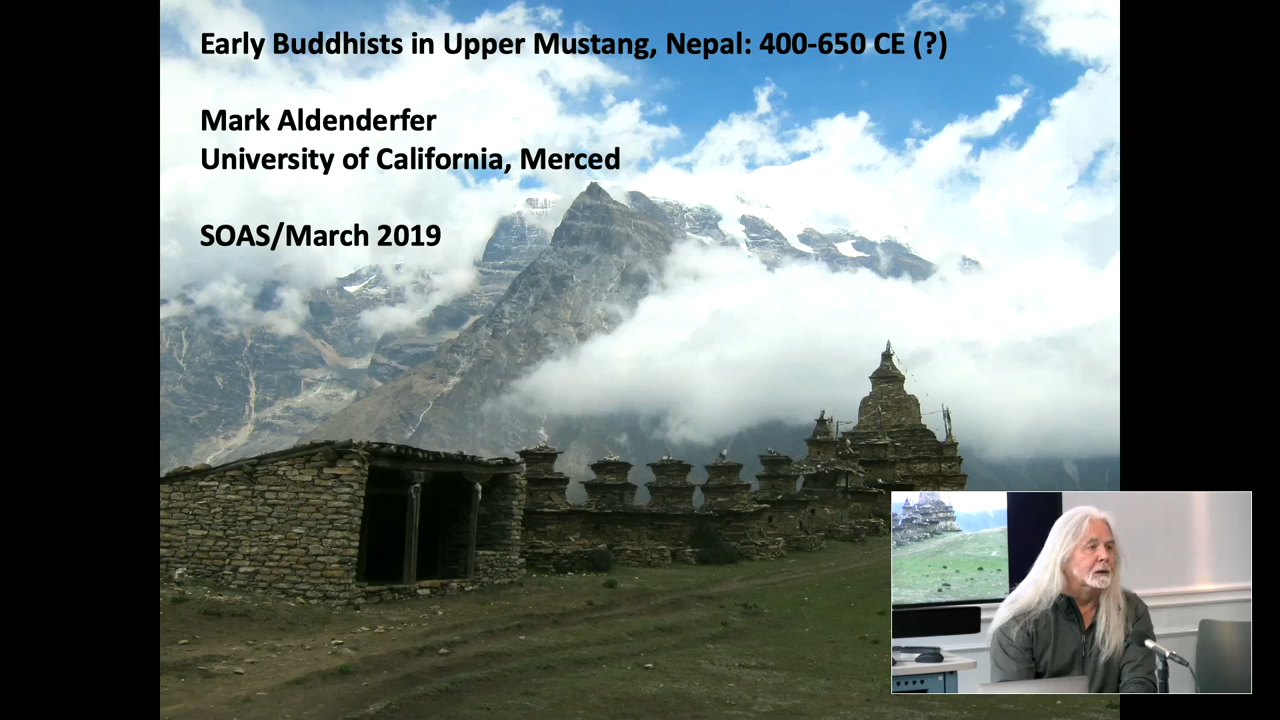 Early Buddhists in Upper Mustang, Nepal: 400-650 CE (?)
Mark Aldenderfer
University of California, Merced
SOAS/March 2019